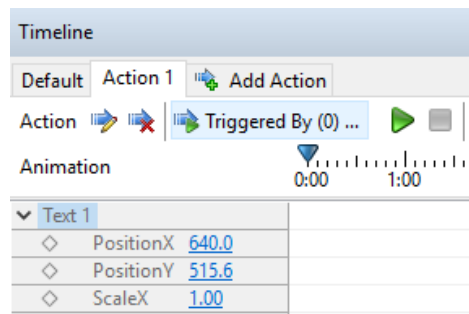 Timeline
Default Action 1 Add Action
Action Triggered By (0) ...
Animation 0:00 1:00
Text 1
PositionX 640.0
PositionY 515.6
ScaleX 1.00